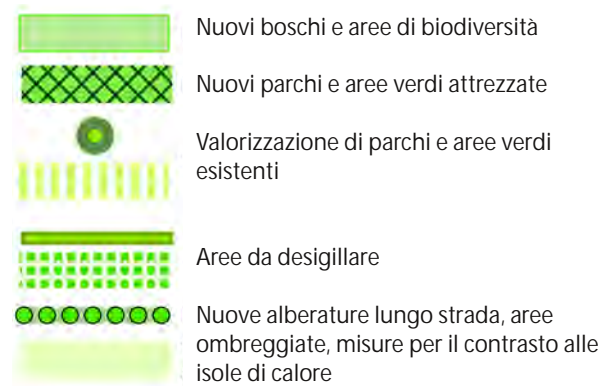 Nuovi boschi e aree di biodiversità
Nuovi parchi e aree verdi attrezzate
Valorizzazione di parchi e aree verdi
esistenti
Aree da desigillare
Nuove alberature lungo strada, aree
ombreggiate, misure per il contrasto alle
isole di calore